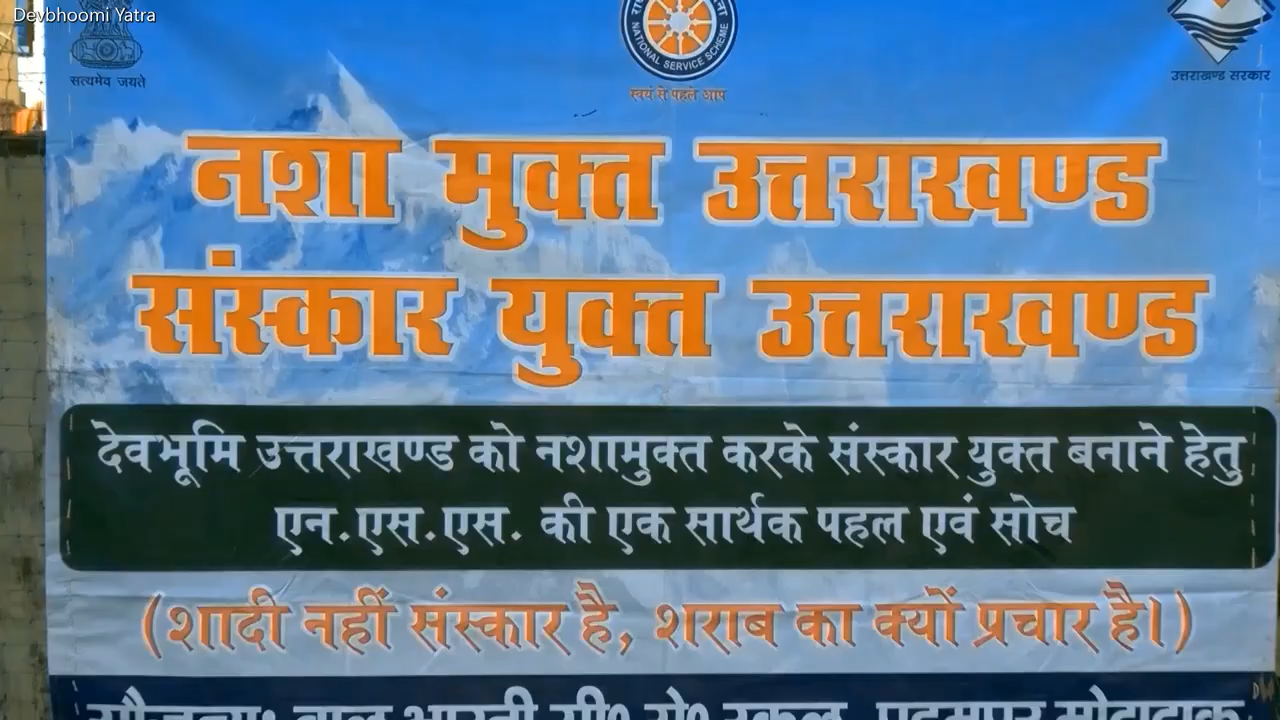 Devbhoomi Yatra
सत्यमेव जयते
NATIONAL SERVICE SCHEME
स्वयं से पहले आप
उत्तराखण्ड सरकार
नशा मुक्त उत्तराखण्ड
संस्कार युक्त उत्तराखण्ड
देवभूमि उत्तराखण्ड को नशामुक्त करके संस्कार युक्त बनाने हेतु
एन.एस.एस. की एक सार्थक पहल एवं सोच
(शादी नहीं संस्कार है, शराब का क्यों प्रचार है।)